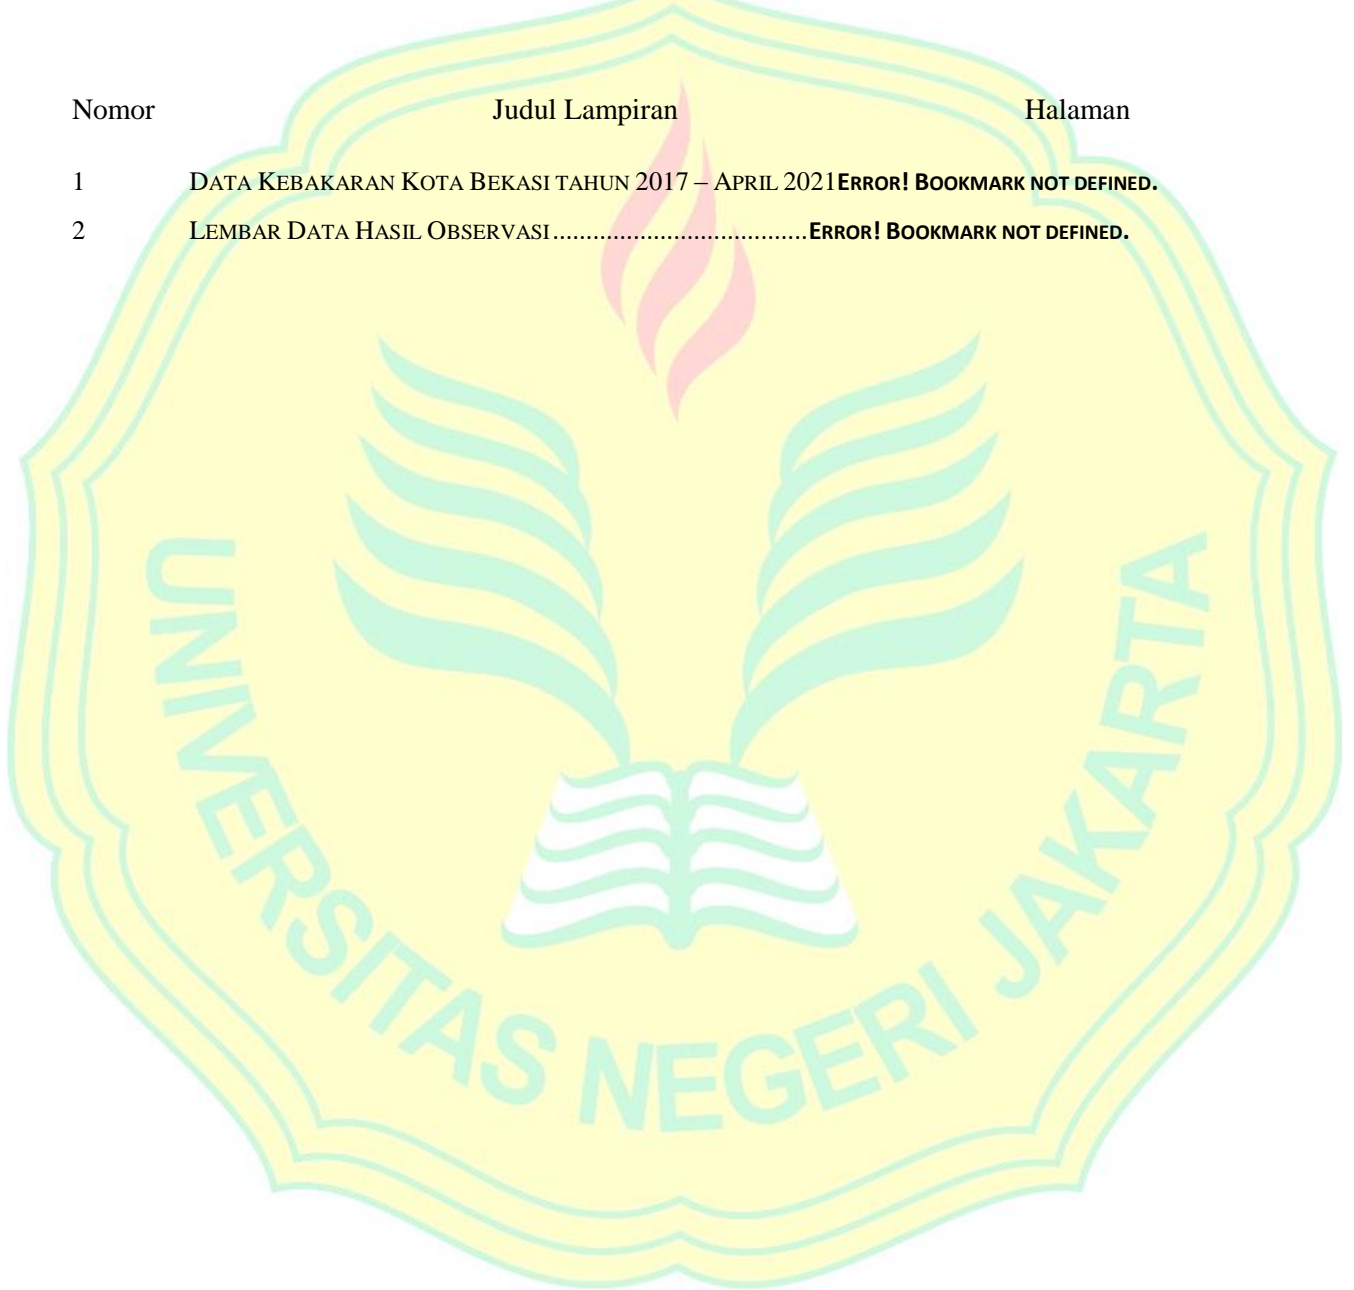 Nomor Judul Lampiran Halaman
1 DATA KEBAKARAN KOTA BEKASI TAHUN 2017 – APRIL 2021ERROR! BOOKMARK NOT DEFINED.
2 LEMBAR DATA HASIL OBSERVASI......................................ERROR! BOOKMARK NOT DEFINED.
UNIVERSITAS NEGERI JAKARTA